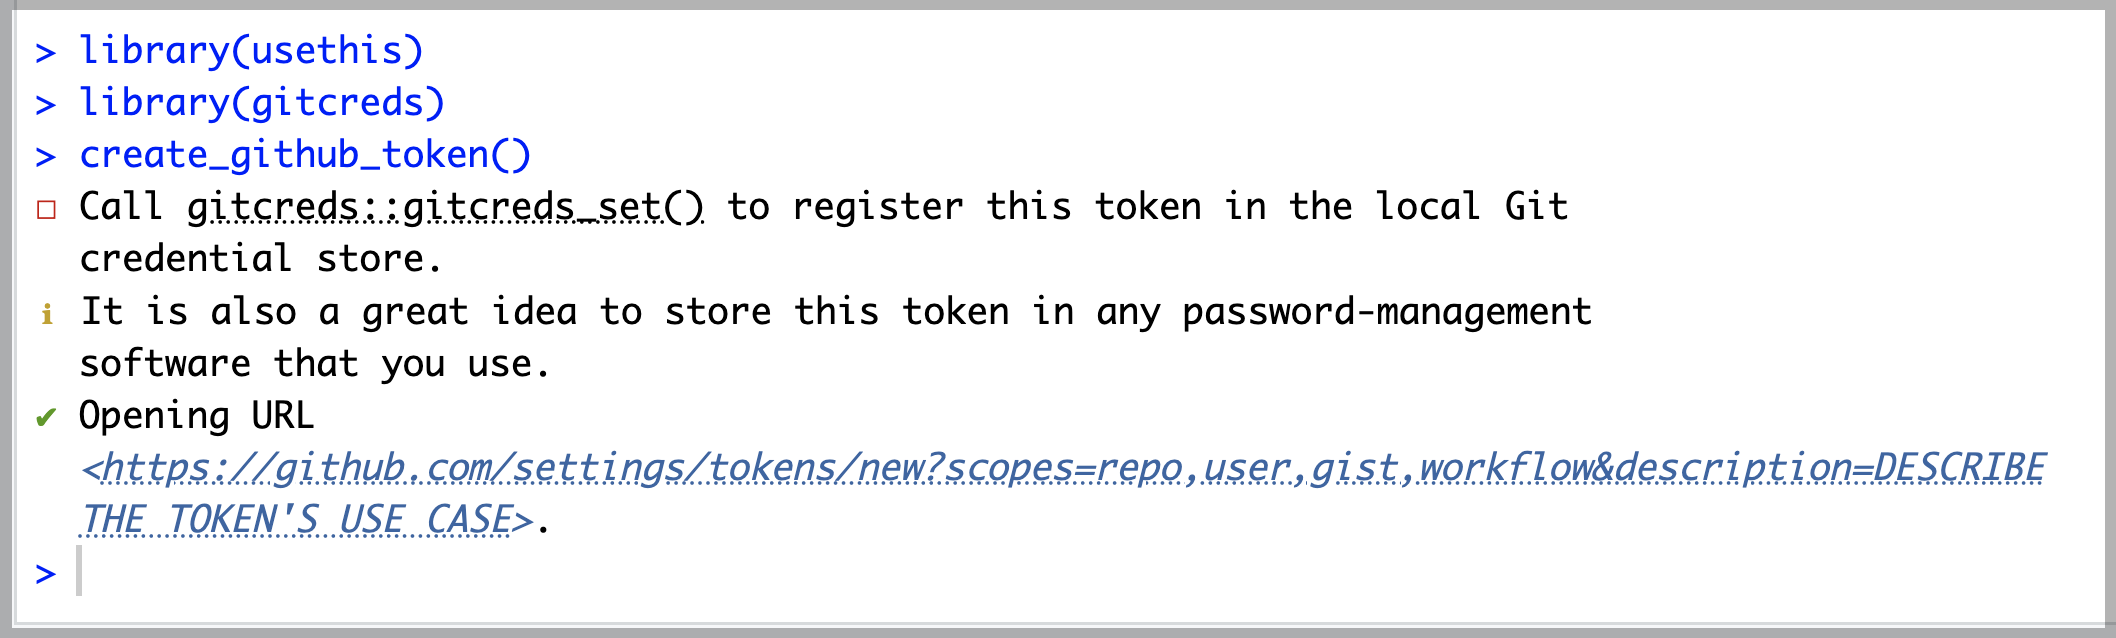 > library(usethis)
> library(gitcreds)
> create_github_token()
☐ Call gitcreds::gitcreds_set() to register this token in the local Git
credential store.
ℹ It is also a great idea to store this token in any password-management
software that you use.
✔ Opening URL
<https://github.com/settings/tokens/new?scopes=repo,user,gist,workflow&description=DESCRIBE
THE TOKEN'S USE CASE>.
>